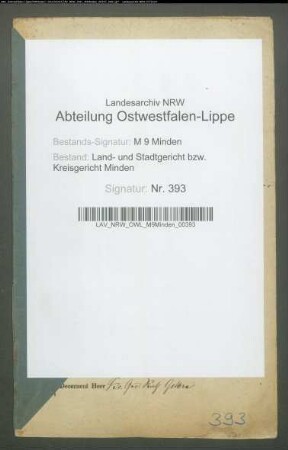 Landesarchiv NRW
Abteilung Ostwestfalen-Lippe
Bestands-Signatur: M 9 Minden
Bestand: Land- und Stadtgericht bzw.
Kreisgericht Minden
Signatur: Nr. 393
LAV_NRW_OWL_M9Minden_00393
Herr
393